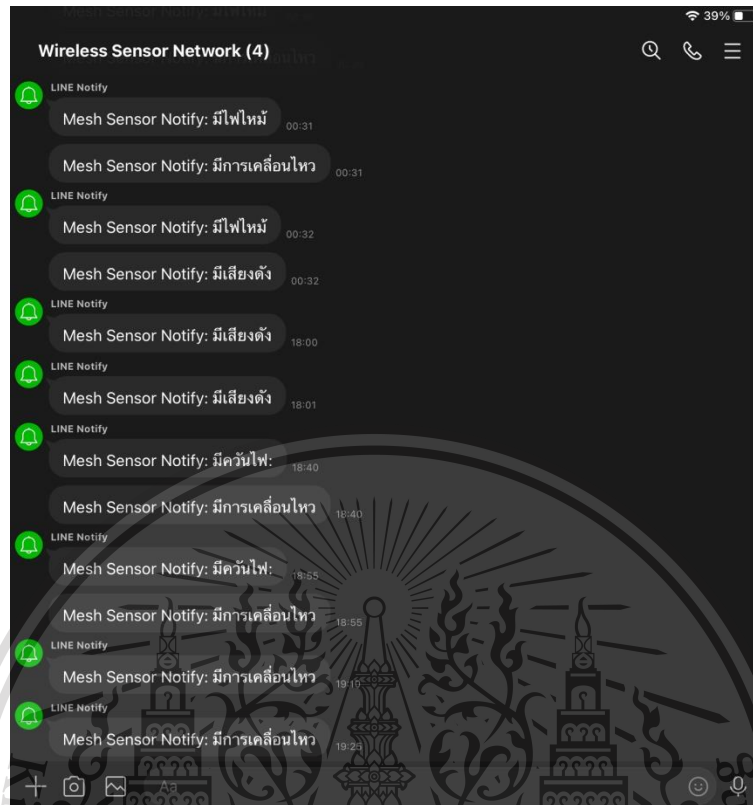 39%
Wireless Sensor Network (4)
LINE Notify
Mesh Sensor Notify: มีไฟไหม้ 00:31
Mesh Sensor Notify: มีการเคลื่อนไหว 00:31
LINE Notify
Mesh Sensor Notify: มีไฟไหม้ 00:32
Mesh Sensor Notify: มีเสียงดัง 00:32
LINE Notify
Mesh Sensor Notify: มีเสียงดัง 18:00
LINE Notify
Mesh Sensor Notify: มีเสียงดัง 18:01
LINE Notify
Mesh Sensor Notify: มีควันไฟ: 18:40
Mesh Sensor Notify: มีการเคลื่อนไหว 18:40
LINE Notify
Mesh Sensor Notify: มีควันไฟ: 18:55
Mesh Sensor Notify: มีการเคลื่อนไหว 18:55
LINE Notify
Mesh Sensor Notify: มีการเคลื่อนไหว 19:10
LINE Notify
Mesh Sensor Notify: มีการเคลื่อนไหว 19:25
Aa